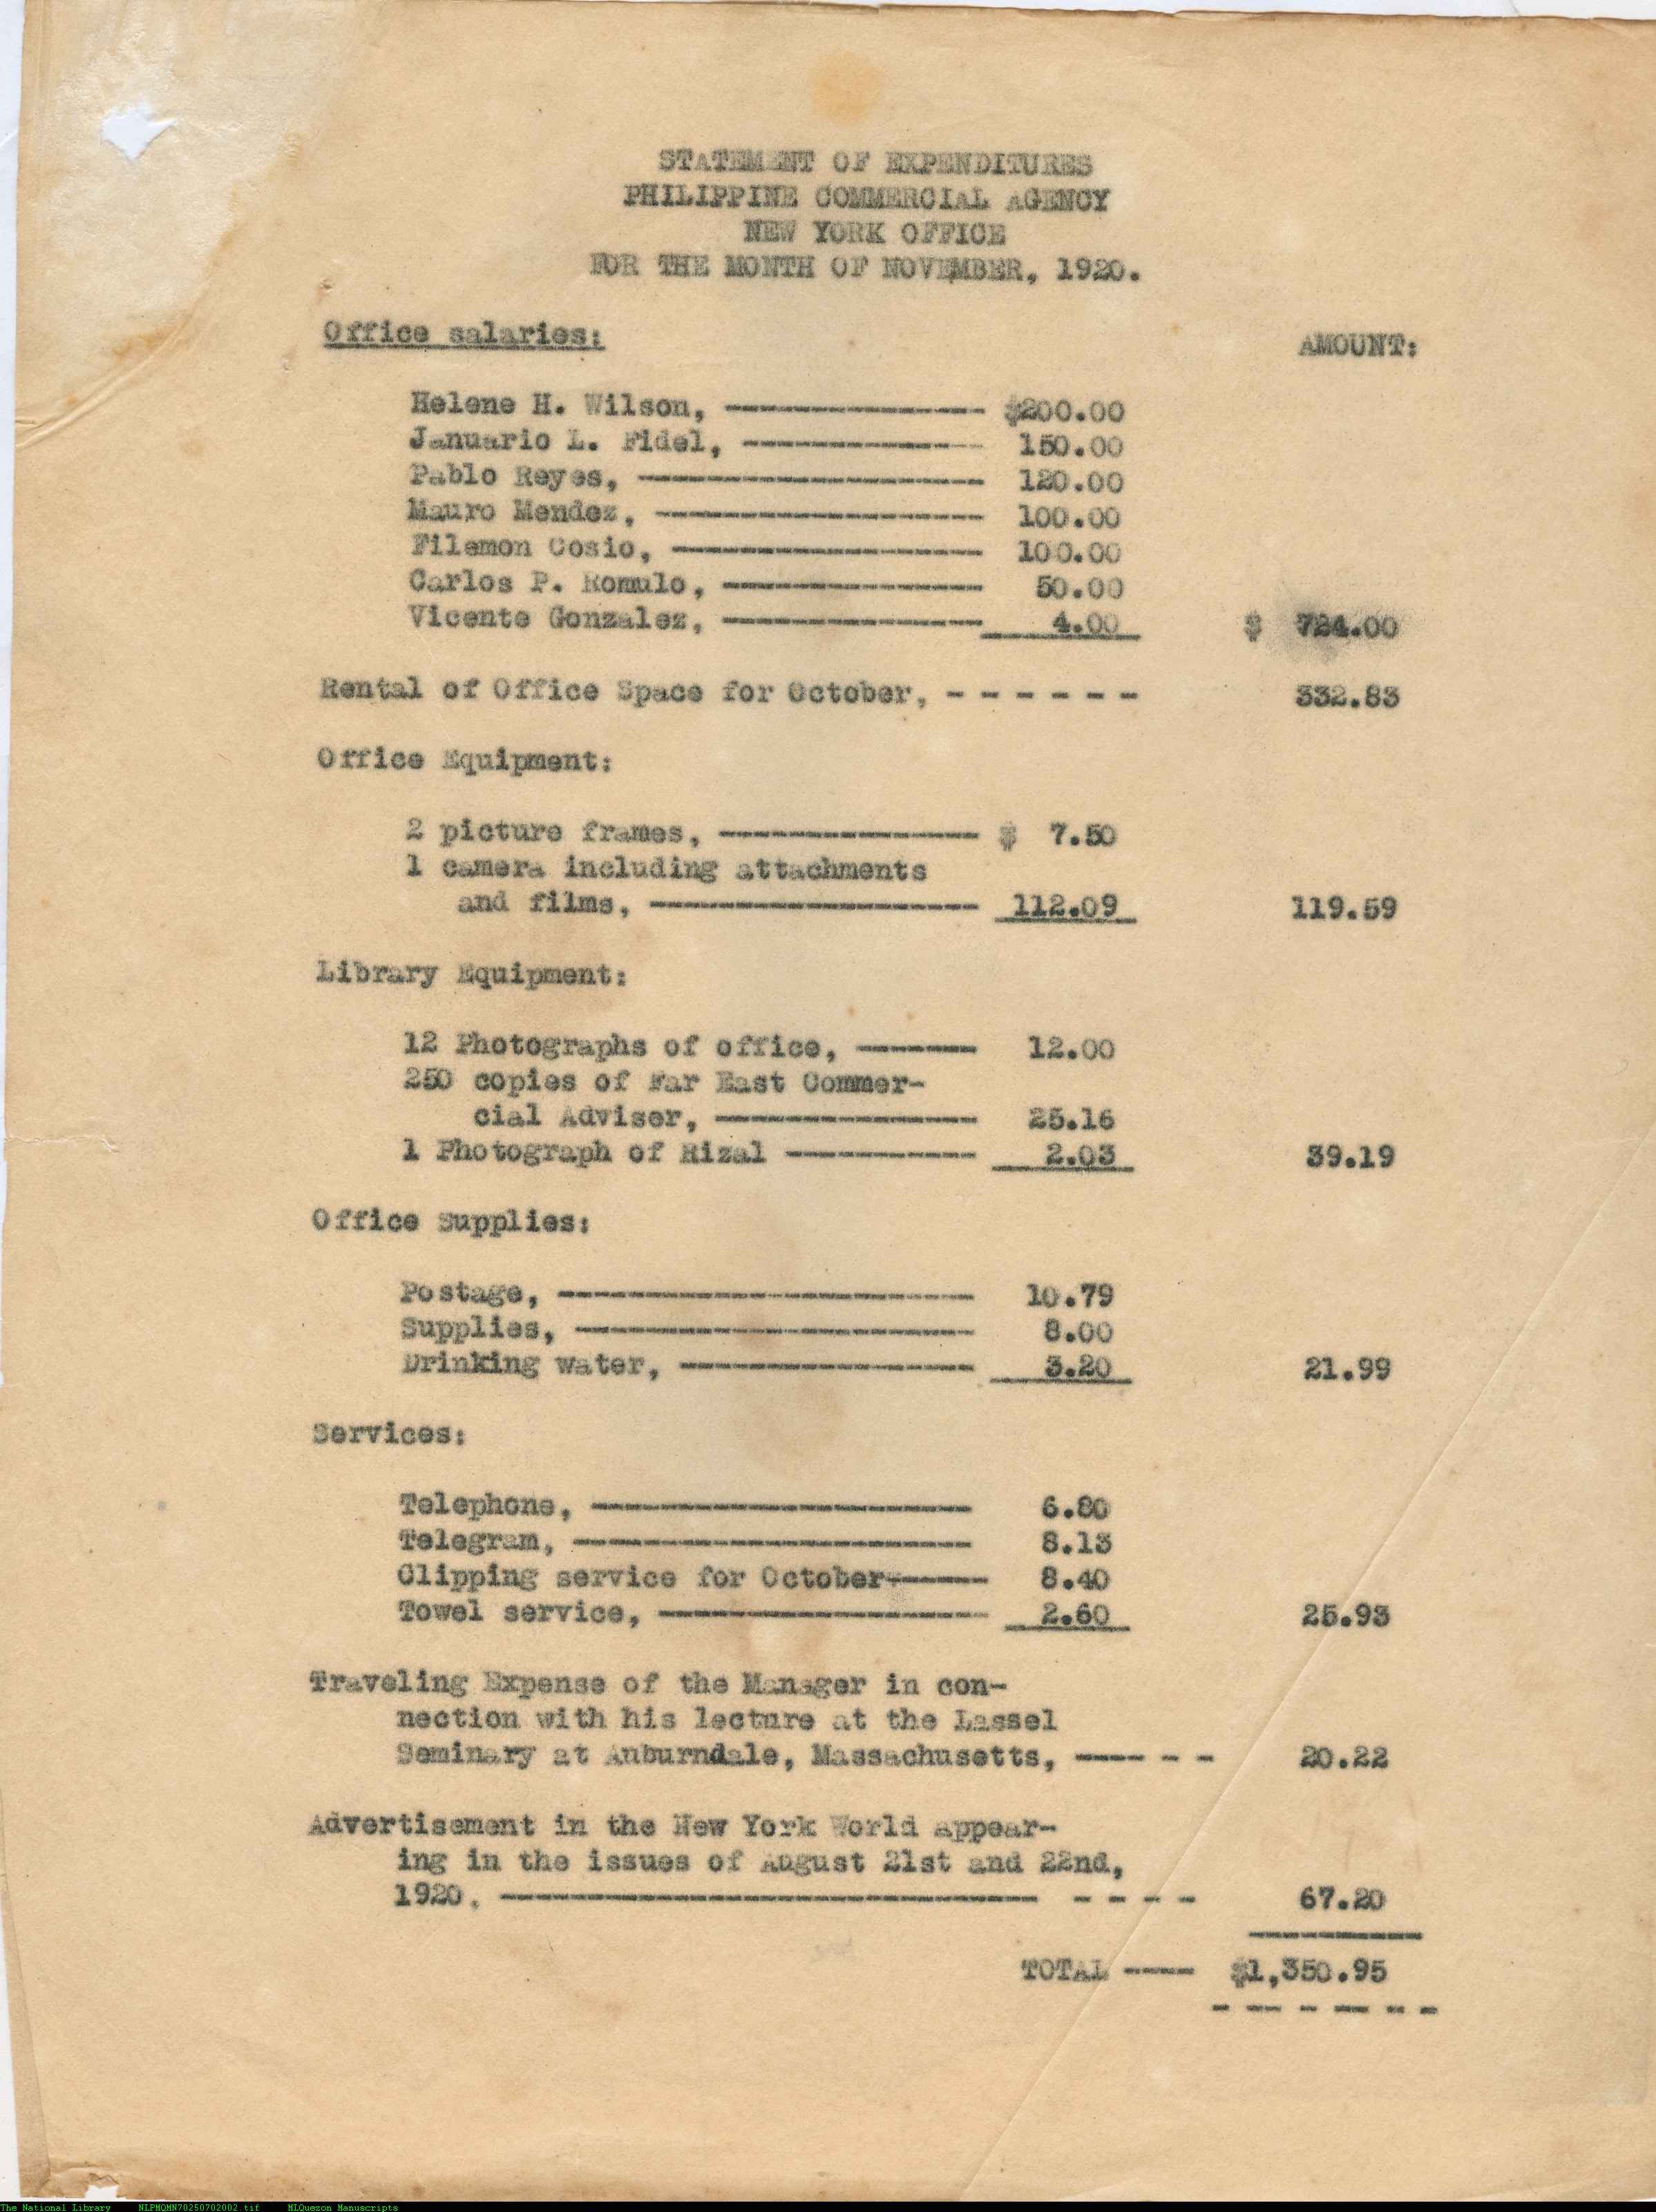 STATEMENT OF EXPENDITURES
PHILIPPINE COMMERCIAL AGENCY
NEW YORK OFFICE
FOR THE MONTH OF NOVEMBER, 1920.
Office salaries: AMOUNT:
Helene H. Wilson, ---------------- $200.00
Januario L. Fidel, ---------------- 150.00
Pablo Reyes, ---------------- 120.00
Mauro Mendez, ---------------- 100.00
Filemon Cosio, ---------------- 100.00
Carlos P. Romulo, ---------------- 50.00
Vicente Gonzalez, ---------------- 4.00 $ 724.00
Rental of Office Space for October, - - - - - - 332.83
Office Equipment:
2 picture frames, ---------------- $ 7.50
1 camera including attachments
and films, ---------------- 112.09 119.59
Library Equipment:
12 Photographs of office, ------- 12.00
250 copies of Far East Commer-
cial Adviser, ---------------- 25.16
1 Photograph of Rizal ----------- 2.03 39.19
Office Supplies:
Postage, ---------------- 10.79
Supplies, ---------------- 8.00
Drinking water, ---------------- 3.20 21.99
Services:
Telephone, ---------------- 6.80
Telegram, ---------------- 8.13
Clipping service for October------ 8.40
Towel service, ---------------- 2.60 25.93
Traveling Expense of the Manager in con-
nection with his lecture at the Lassel
Seminary at Auburndale, Massachusetts, ---- - - 20.22
Advertisement in the New York World appear-
ing in the issues of August 21st and 22nd,
1920. ---------------- - - - - 67.20
TOTAL ---- $1,350.95
The National Library NLPMQMN70250702002.tif MLQuezon Manuscripts